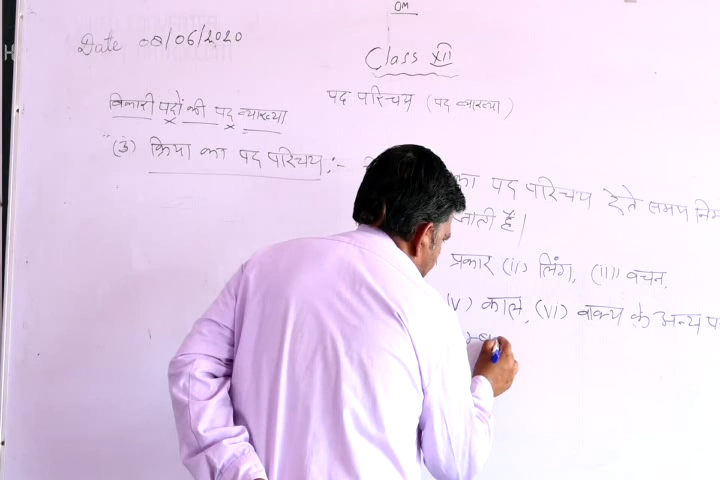 OM
Date 08/06/2020
Class XII
पद परिचय (पद व्याख्या)
विकारी पदों की पद व्याख्या
(3) क्रिया का पद परिचय :-
का पद परिचय देते समय निम
जाती है|
प्रकार (ii) लिंग, (iii) वचन,
(v) काल, (vi) वाक्य के अन्य प